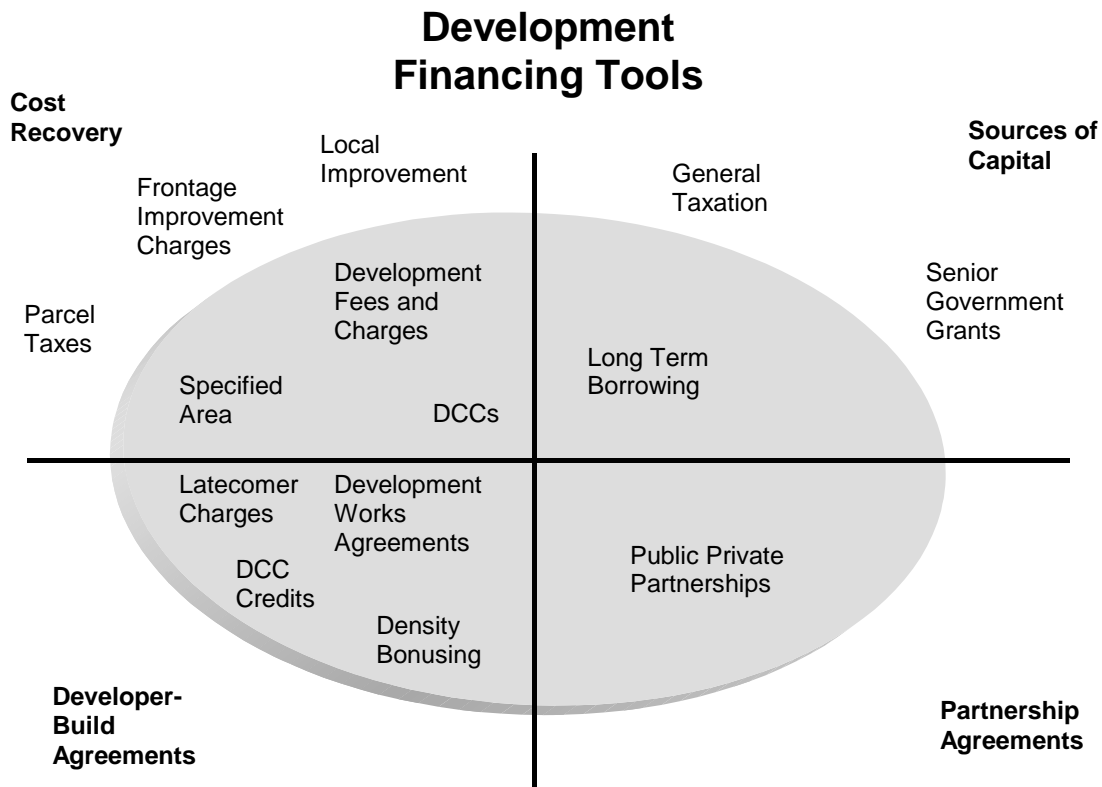 Development
Financing Tools
Cost
Recovery
Sources of
Capital
Local
Improvement
General
Taxation
Frontage
Improvement
Charges
Development
Fees and
Charges
Senior
Government
Grants
Parcel
Taxes
Long Term
Borrowing
Specified
Area
DCCs
Latecomer
Charges
Development
Works
Agreements
Public Private
Partnerships
DCC
Credits
Density
Bonusing
Developer-
Build
Agreements
Partnership
Agreements